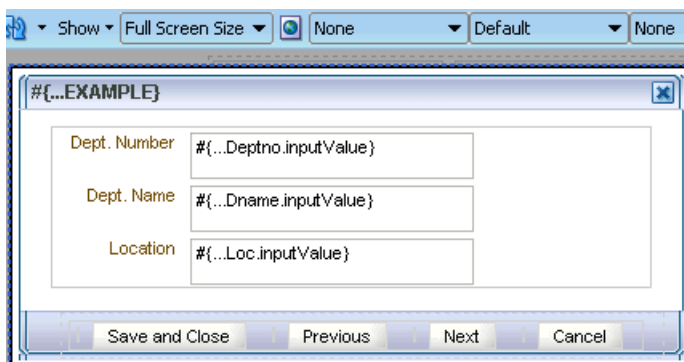 Show Full Screen Size None Default None
#{...EXAMPLE}
Dept. Number #{...Deptno.inputValue}
Dept. Name #{...Dname.inputValue}
Location #{...Loc.inputValue}
Save and Close Previous Next Cancel